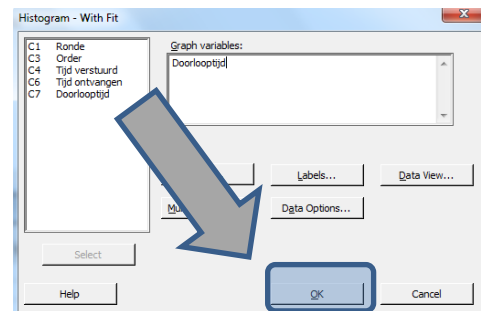 Histogram - With Fit
C1 Ronde
C3 Order
C4 Tijd verstuurd
C6 Tijd ontvangen
C7 Doorlooptijd
Graph variables:
Doorlooptijd
Labels...
Data View...
Data Options...
Select
Help
OK
Cancel